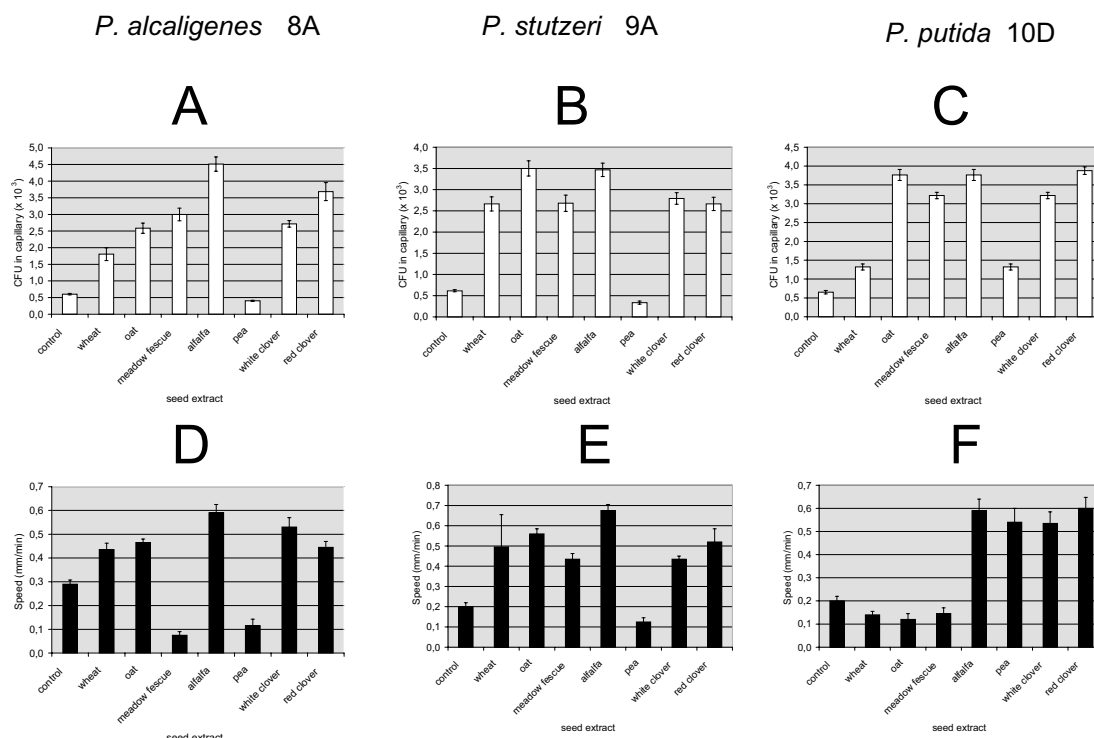 P. alcaligenes 8A
P. stutzeri 9A
P. putida 10D
A
CFU in capillary (x 10³)
5,0
4,5
4,0
3,5
3,0
2,5
2,0
1,5
1,0
0,5
0,0
control
wheat
oat
meadow fescue
alfalfa
pea
white clover
red clover
seed extract
B
CFU in capillary (x 10³)
4,0
3,5
3,0
2,5
2,0
1,5
1,0
0,5
0,0
control
wheat
oat
meadow fescue
alfalfa
pea
white clover
red clover
seed extract
C
CFU in capillary (x 10³)
4,5
4,0
3,5
3,0
2,5
2,0
1,5
1,0
0,5
0,0
control
wheat
oat
meadow fescue
alfalfa
pea
white clover
red clover
seed extract
D
Speed (mm/min)
0,7
0,6
0,5
0,4
0,3
0,2
0,1
0,0
control
wheat
oat
meadow fescue
alfalfa
pea
white clover
red clover
seed extract
E
Speed (mm/min)
0,8
0,7
0,6
0,5
0,4
0,3
0,2
0,1
0,0
control
wheat
oat
meadow fescue
alfalfa
pea
white clover
red clover
seed extract
F
Speed (mm/min)
0,7
0,6
0,5
0,4
0,3
0,2
0,1
0,0
control
wheat
oat
meadow fescue
alfalfa
pea
white clover
red clover
seed extract